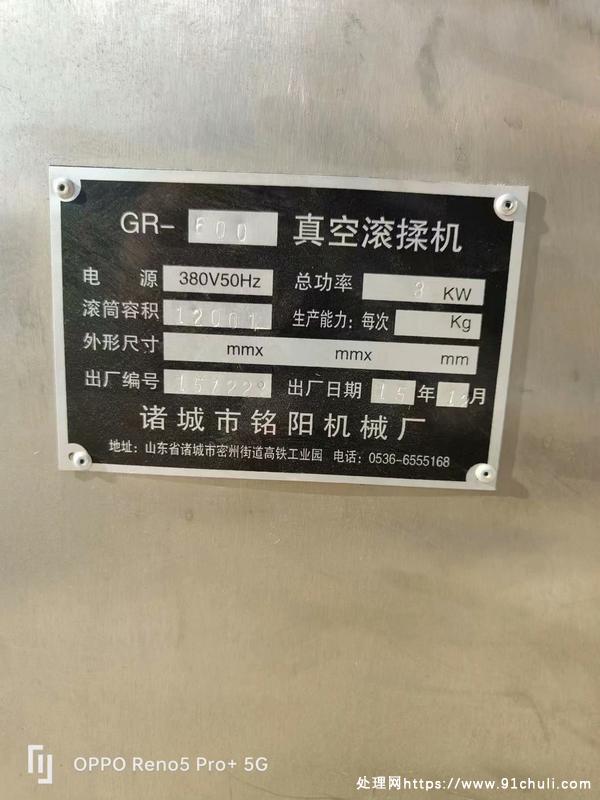 GR-600 真空滚揉机
电 源 380V50Hz 总功率 3 KW
滚筒容积 1200L 生产能力：每次 Kg
外形尺寸 mmx mmx mm
出厂编号 151229 出厂日期 15 年 12 月
诸城市铭阳机械厂
地址：山东省诸城市密州街道高铁工业园 电话：0536-6555168
OPPO Reno5 Pro+ 5G
处理网https://www.91chuli.com/